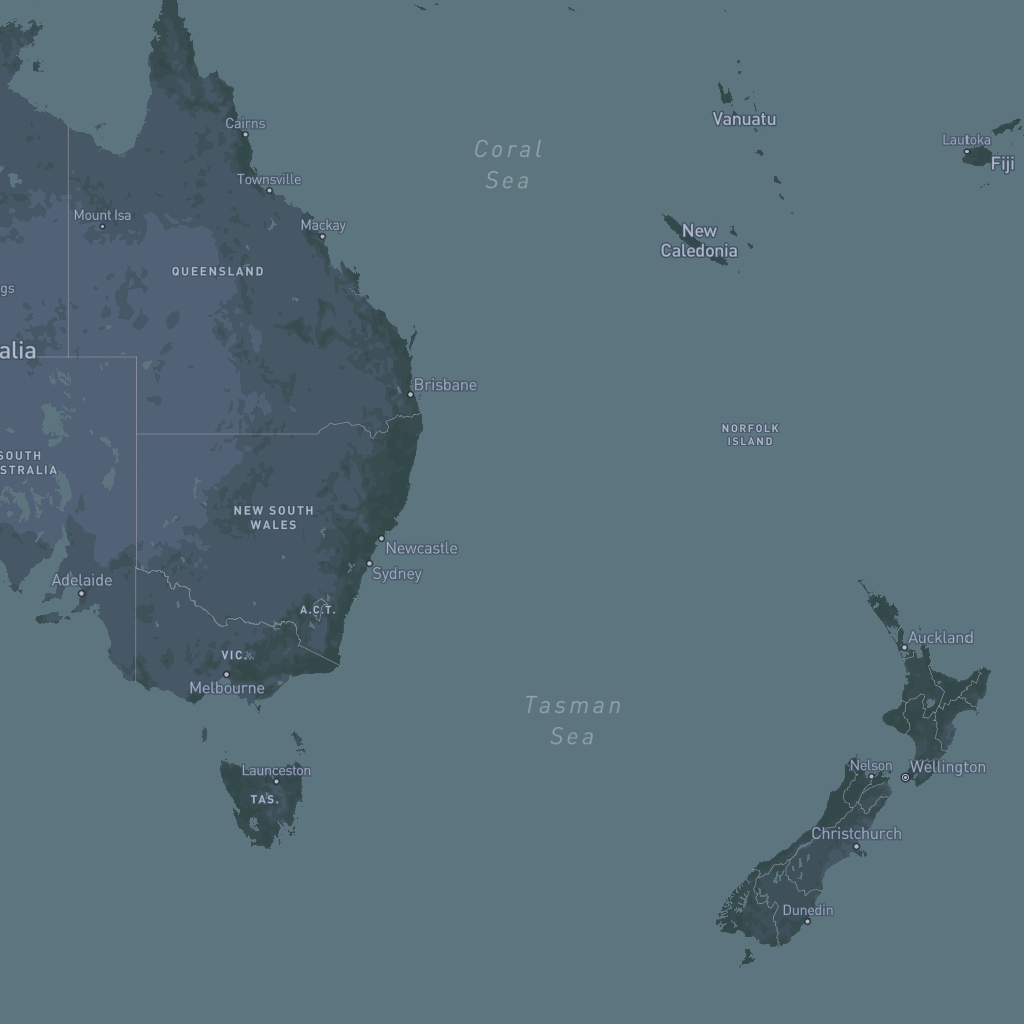 Vanuatu
Cairns
Coral
Sea
Lautoka
Fiji
Townsville
Mount Isa
Mackay
New
Caledonia
QUEENSLAND
gs
alia
Brisbane
NORFOLK
ISLAND
SOUTH
STRALIA
NEW SOUTH
WALES
Newcastle
Sydney
Adelaide
A.C.T.
Auckland
VIC.
Melbourne
Tasman
Sea
Launceston
TAS.
Nelson
Wellington
Christchurch
Dunedin